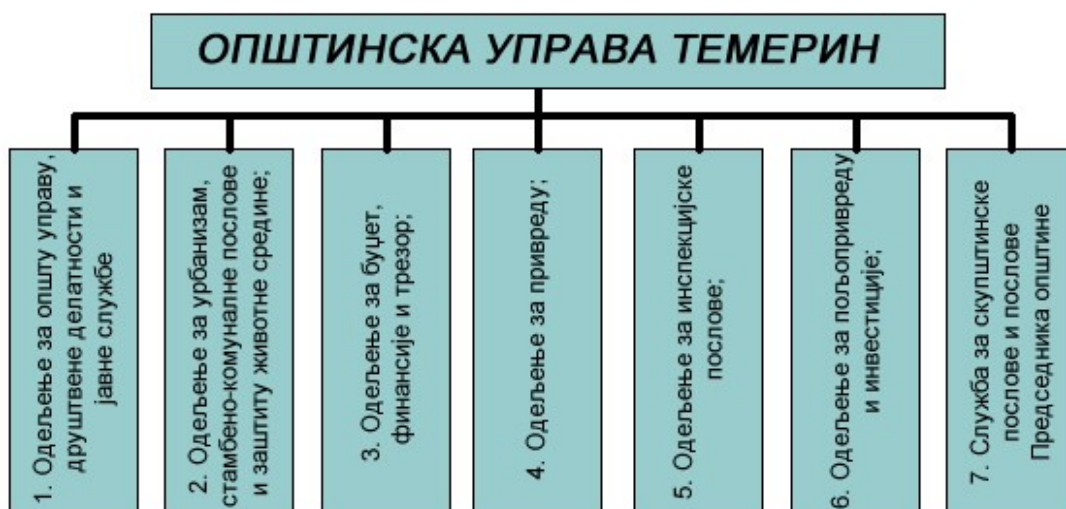 ОПШТИНСКА УПРАВА ТЕМЕРИН
1. Одељење за општу управу,
друштвене делатности и
јавне службе
2. Одељење за урбанизам,
стамбено-комуналне послове
и заштиту животне средине;
3. Одељење за буџет,
финансије и трезор;
4. Одељење за привреду;
5. Одељење за инспекцијске
послове;
6. Одељење за пољопривреду
и инвестиције;
7. Служба за скупштинске
послове и послове
Председника општине